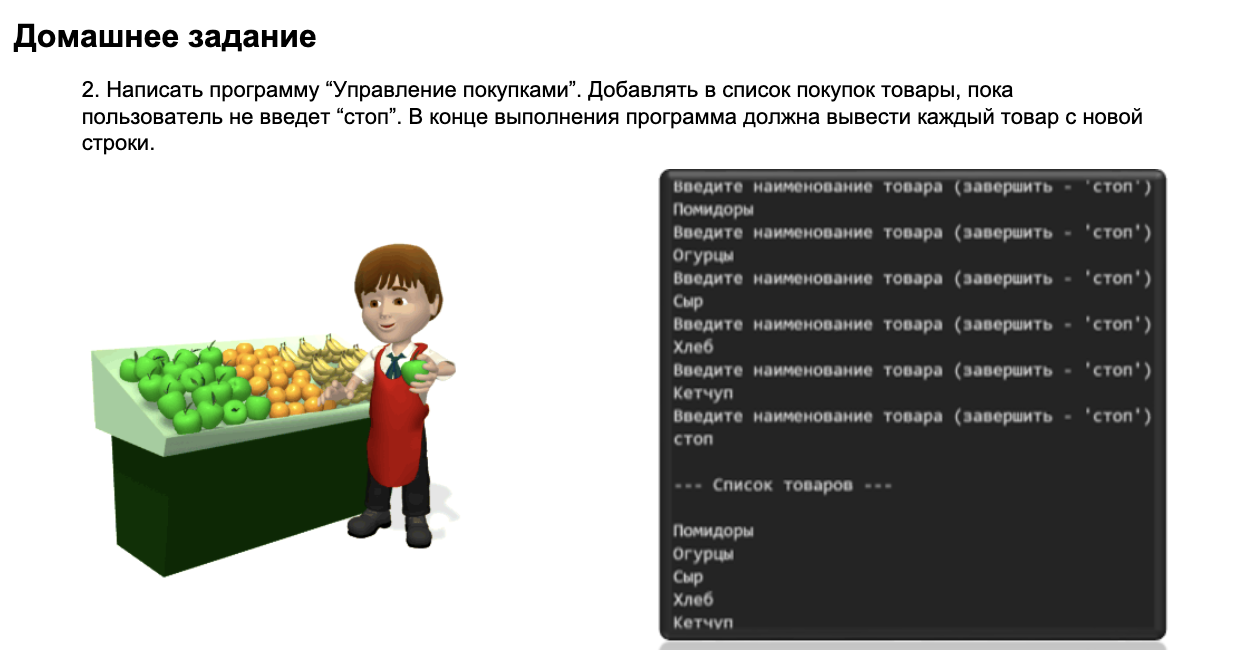 Домашнее задание
2. Написать программу “Управление покупками”. Добавлять в список покупок товары, пока
пользователь не введет “стоп”. В конце выполнения программа должна вывести каждый товар с новой
строки.
Введите наименование товара (завершить - 'стоп')
Помидоры
Введите наименование товара (завершить - 'стоп')
Огурцы
Введите наименование товара (завершить - 'стоп')
Сыр
Введите наименование товара (завершить - 'стоп')
Хлеб
Введите наименование товара (завершить - 'стоп')
Кетчуп
Введите наименование товара (завершить - 'стоп')
стоп
--- Список товаров ---
Помидоры
Огурцы
Сыр
Хлеб
Кетчуп